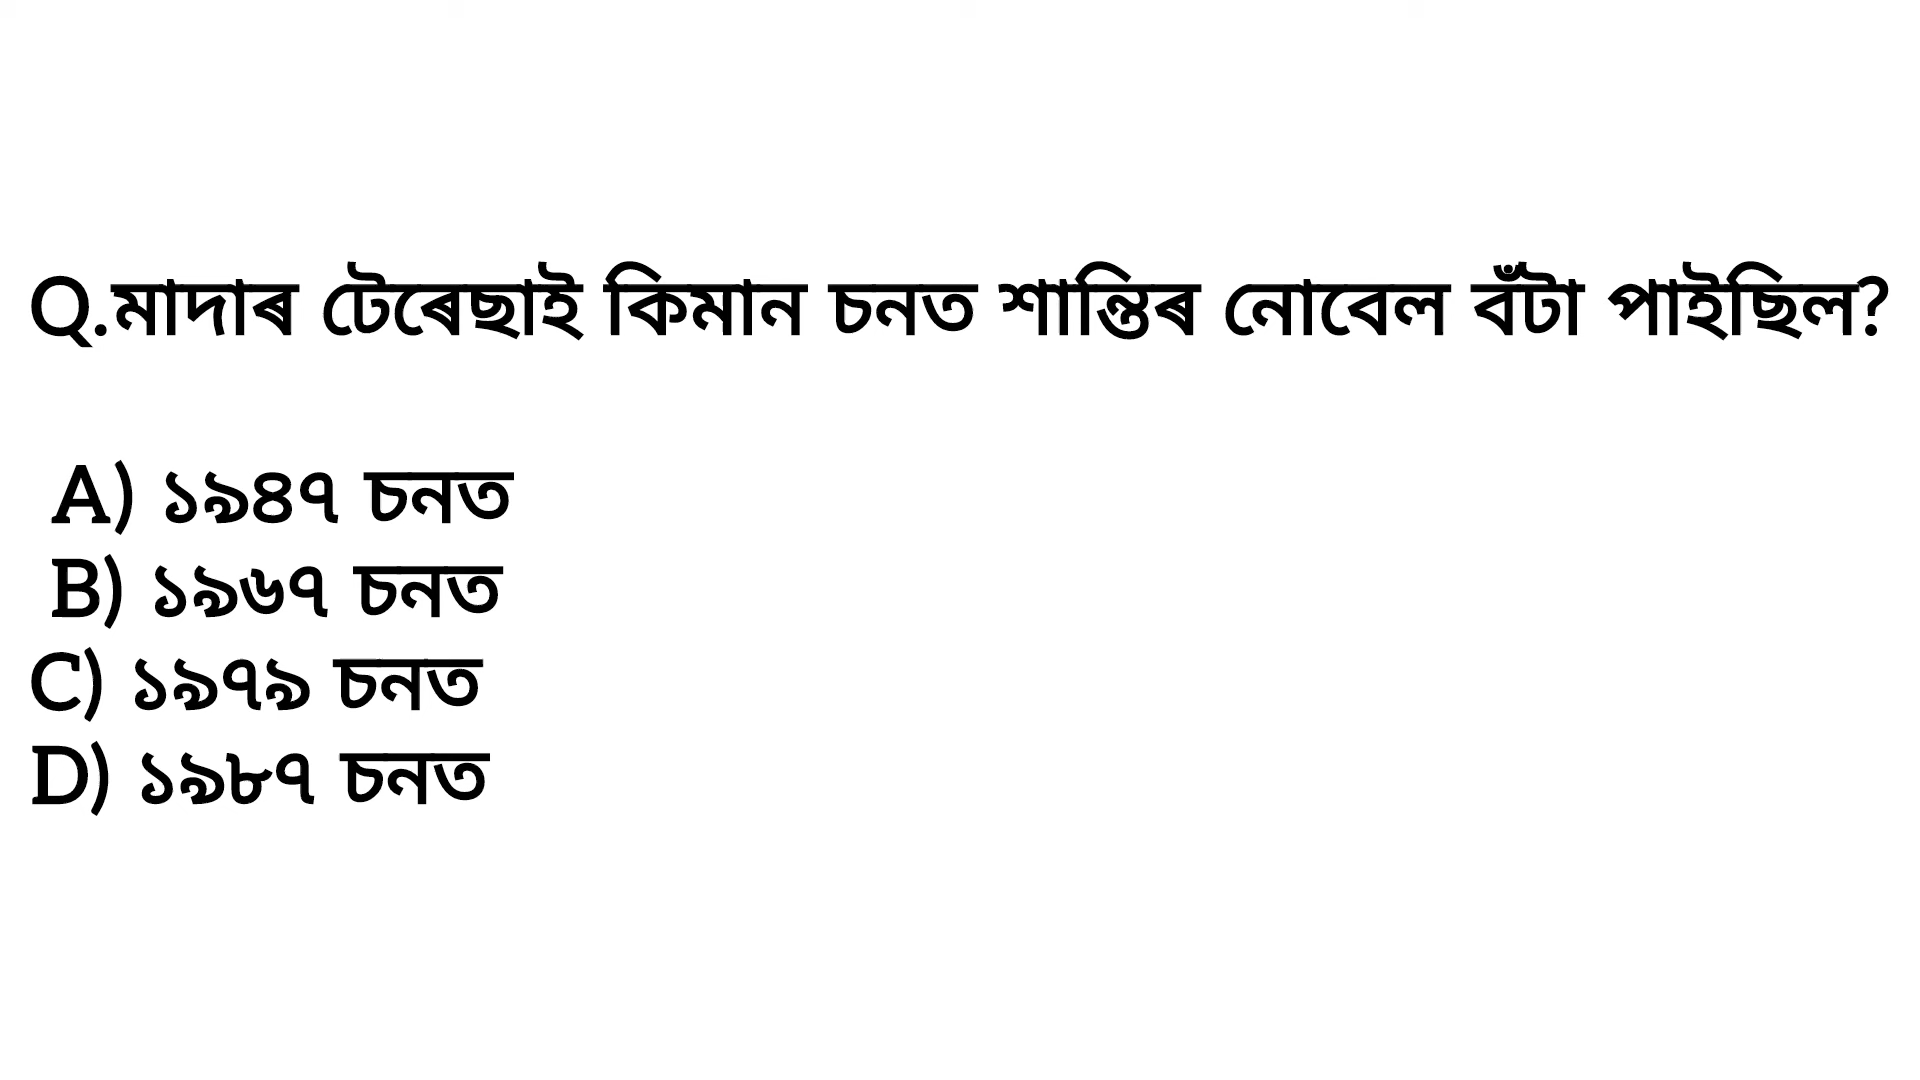 Q.মাদাৰ টেৰেছাই কিমান চনত শান্তিৰ নোবেল বঁটা পাইছিল?
A) ১৯৪৭ চনত
B) ১৯৬৭ চনত
C) ১৯৭৯ চনত
D) ১৯৮৭ চনত